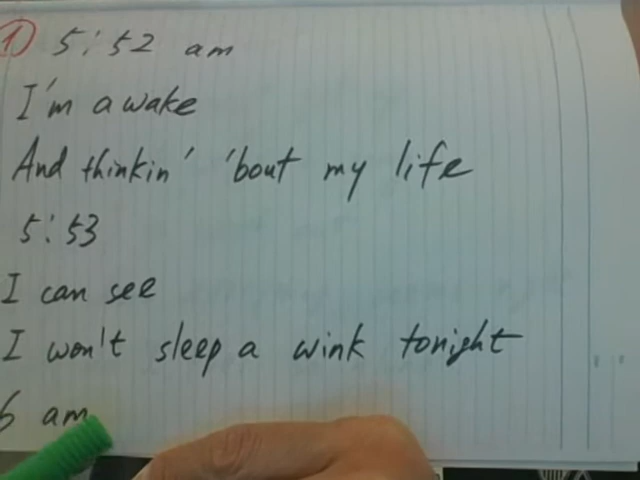 1) 5:52 am
I'm awake
And thinkin' 'bout my life
5:53
I can see
I won't sleep a wink tonight
6 am